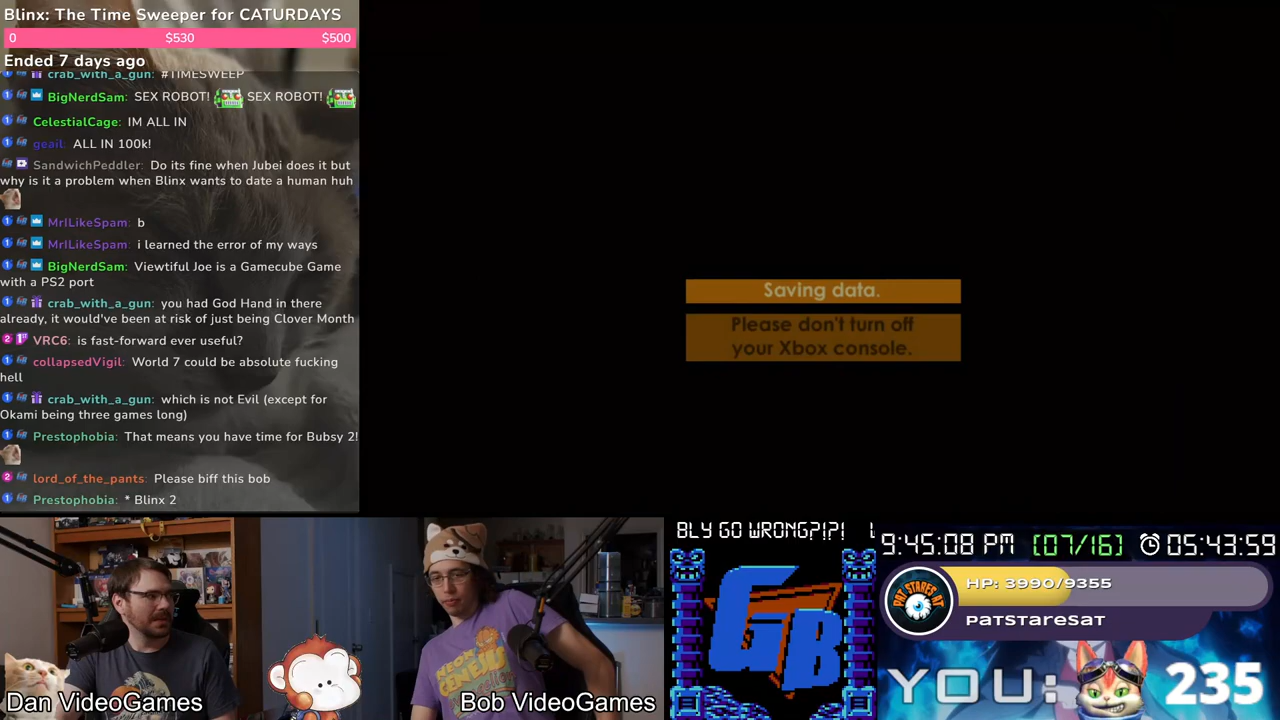 Blinx: The Time Sweeper for CATURDAYS
0 $530 $500
Ended 7 days ago
crab_with_a_gun: #TIMESWEEP
BigNerdSam: SEX ROBOT! SEX ROBOT!
CelestialCage: IM ALL IN
geail: ALL IN 100k!
SandwichPeddler: Do its fine when Jubei does it but
why is it a problem when Blinx wants to date a human huh
MrILikeSpam: b
MrILikeSpam: i learned the error of my ways
BigNerdSam: Viewtiful Joe is a Gamecube Game
with a PS2 port
crab_with_a_gun: you had God Hand in there
already, it would've been at risk of just being Clover Month
VRC6: is fast-forward ever useful?
collapsedVigil: World 7 could be absolute fucking
hell
crab_with_a_gun: which is not Evil (except for
Okami being three games long)
Prestophobia: That means you have time for Bubsy 2!
lord_of_the_pants: Please biff this bob
Prestophobia: * Blinx 2
Saving data.
Please don't turn off
your Xbox console.
Dan VideoGames
Bob VideoGames
BLY GO WRONG?!?!
GB
9:45:08 PM [07/16] 05:43:59
PAT STARES AT
HP: 3990/9355
PatStaresat
YOU: 235